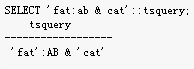 SELECT 'fat:ab & cat'::tsquery;
tsquery
------------------
'fat':AB & 'cat'